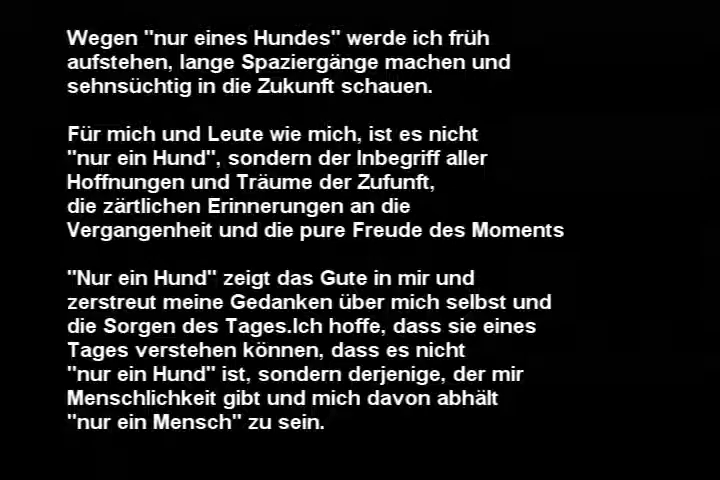 Wegen "nur eines Hundes" werde ich früh
aufstehen, lange Spaziergänge machen und
sehnsüchtig in die Zukunft schauen.
Für mich und Leute wie mich, ist es nicht
"nur ein Hund", sondern der Inbegriff aller
Hoffnungen und Träume der Zufunft,
die zärtlichen Erinnerungen an die
Vergangenheit und die pure Freude des Moments
"Nur ein Hund" zeigt das Gute in mir und
zerstreut meine Gedanken über mich selbst und
die Sorgen des Tages.Ich hoffe, dass sie eines
Tages verstehen können, dass es nicht
"nur ein Hund" ist, sondern derjenige, der mir
Menschlichkeit gibt und mich davon abhält
"nur ein Mensch" zu sein.